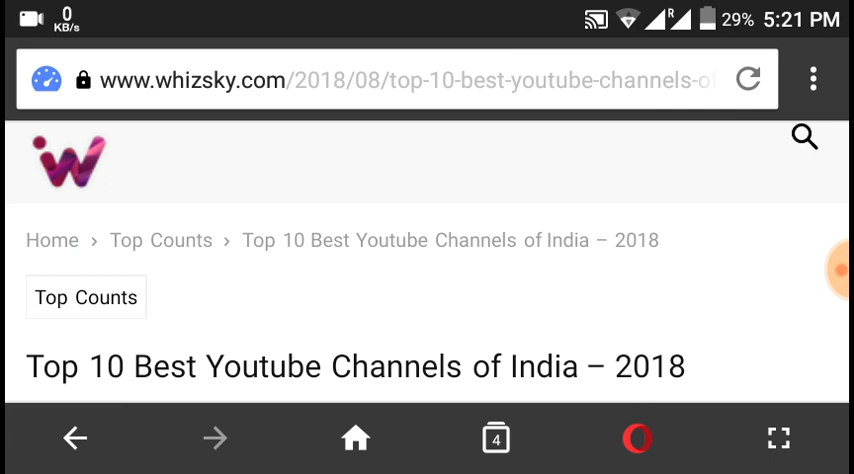 0
KB/s
R
29% 5:21 PM
www.whizsky.com/2018/08/top-10-best-youtube-channels-of
W
Home › Top Counts › Top 10 Best Youtube Channels of India – 2018
Top Counts
Top 10 Best Youtube Channels of India – 2018
4